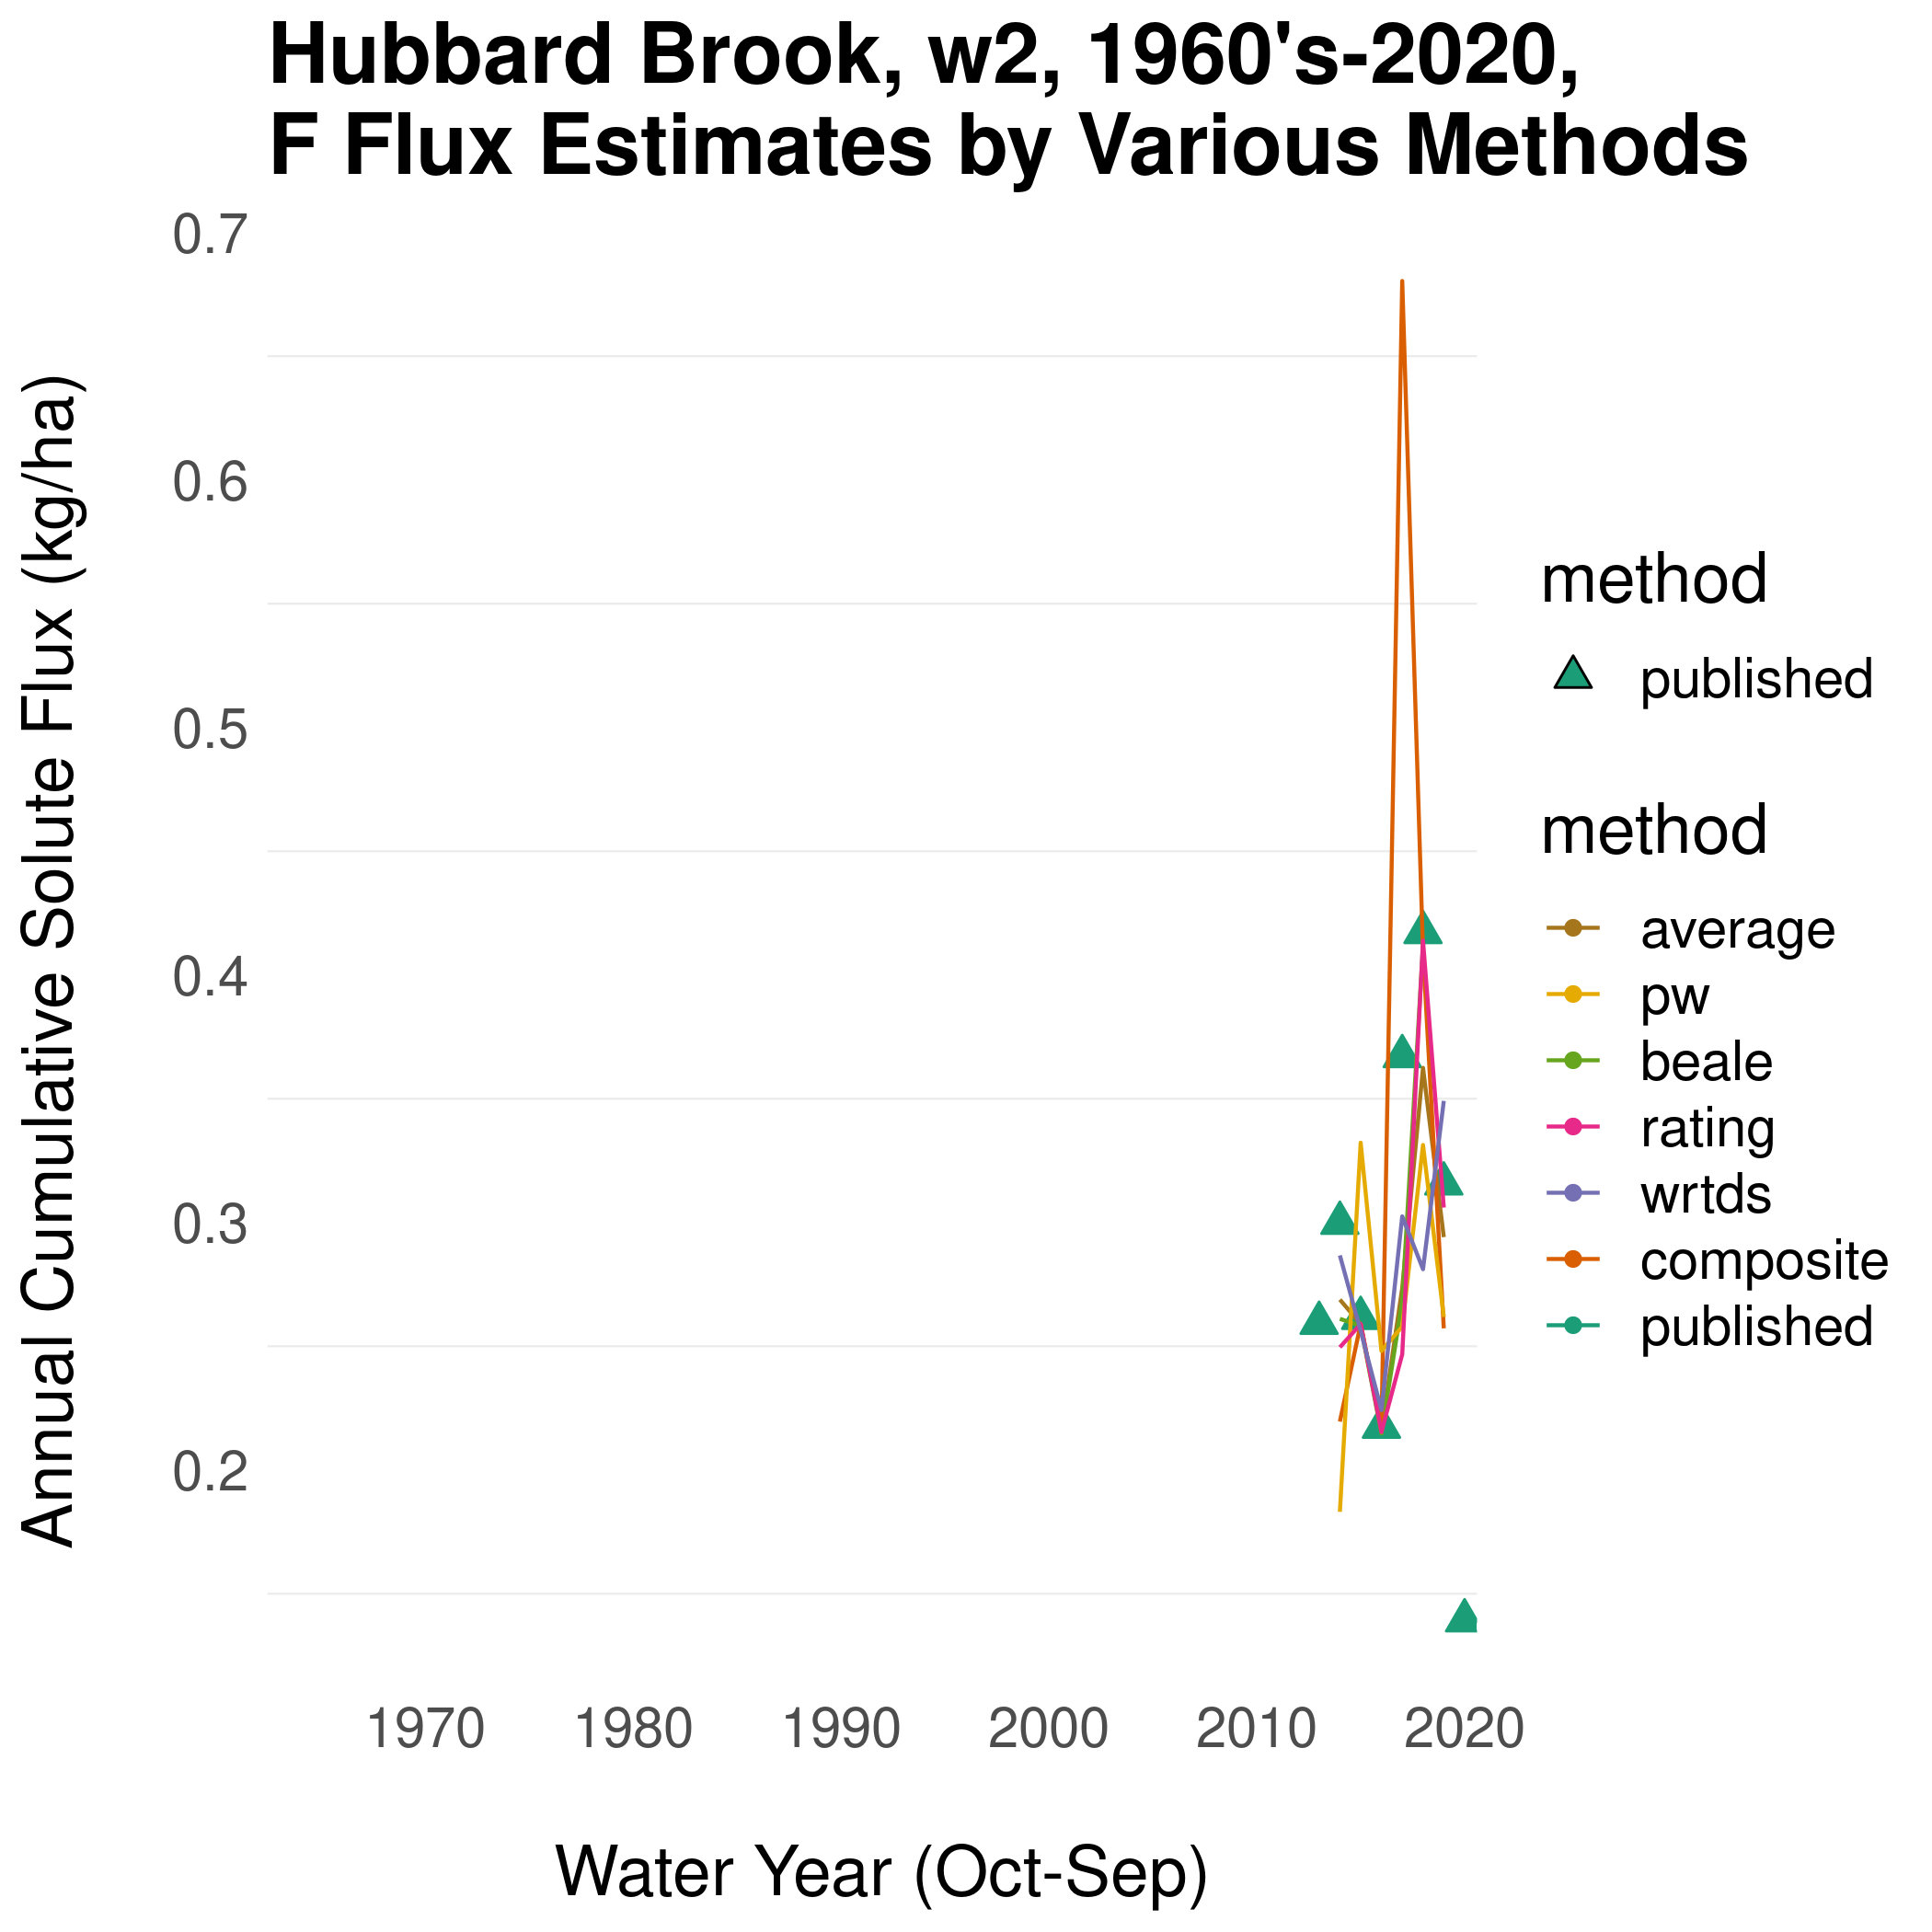 Hubbard Brook, w2, 1960's-2020,
F Flux Estimates by Various Methods
Annual Cumulative Solute Flux (kg/ha)
0.7
0.6
0.5
0.4
0.3
0.2
1970 1980 1990 2000 2010 2020
Water Year (Oct-Sep)
method
published
method
average
pw
beale
rating
wrtds
composite
published